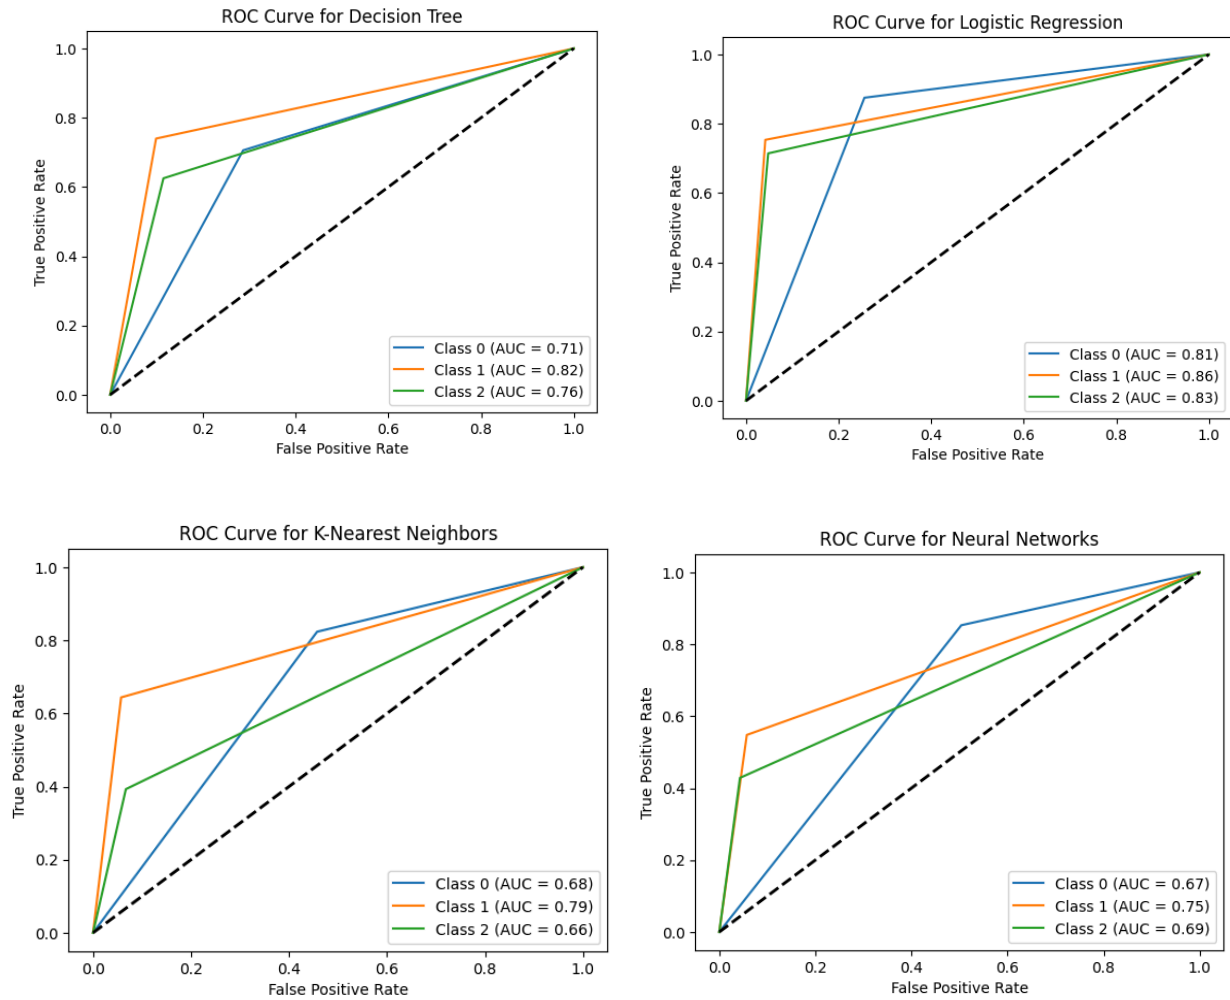 ROC Curve for Decision Tree
True Positive Rate
1.0
0.8
0.6
0.4
0.2
0.0
Class 0 (AUC = 0.71)
Class 1 (AUC = 0.82)
Class 2 (AUC = 0.76)
0.0 0.2 0.4 0.6 0.8 1.0
False Positive Rate
ROC Curve for Logistic Regression
True Positive Rate
1.0
0.8
0.6
0.4
0.2
0.0
Class 0 (AUC = 0.81)
Class 1 (AUC = 0.86)
Class 2 (AUC = 0.83)
0.0 0.2 0.4 0.6 0.8 1.0
False Positive Rate
ROC Curve for K-Nearest Neighbors
True Positive Rate
1.0
0.8
0.6
0.4
0.2
0.0
Class 0 (AUC = 0.68)
Class 1 (AUC = 0.79)
Class 2 (AUC = 0.66)
0.0 0.2 0.4 0.6 0.8 1.0
False Positive Rate
ROC Curve for Neural Networks
True Positive Rate
1.0
0.8
0.6
0.4
0.2
0.0
Class 0 (AUC = 0.67)
Class 1 (AUC = 0.75)
Class 2 (AUC = 0.69)
0.0 0.2 0.4 0.6 0.8 1.0
False Positive Rate